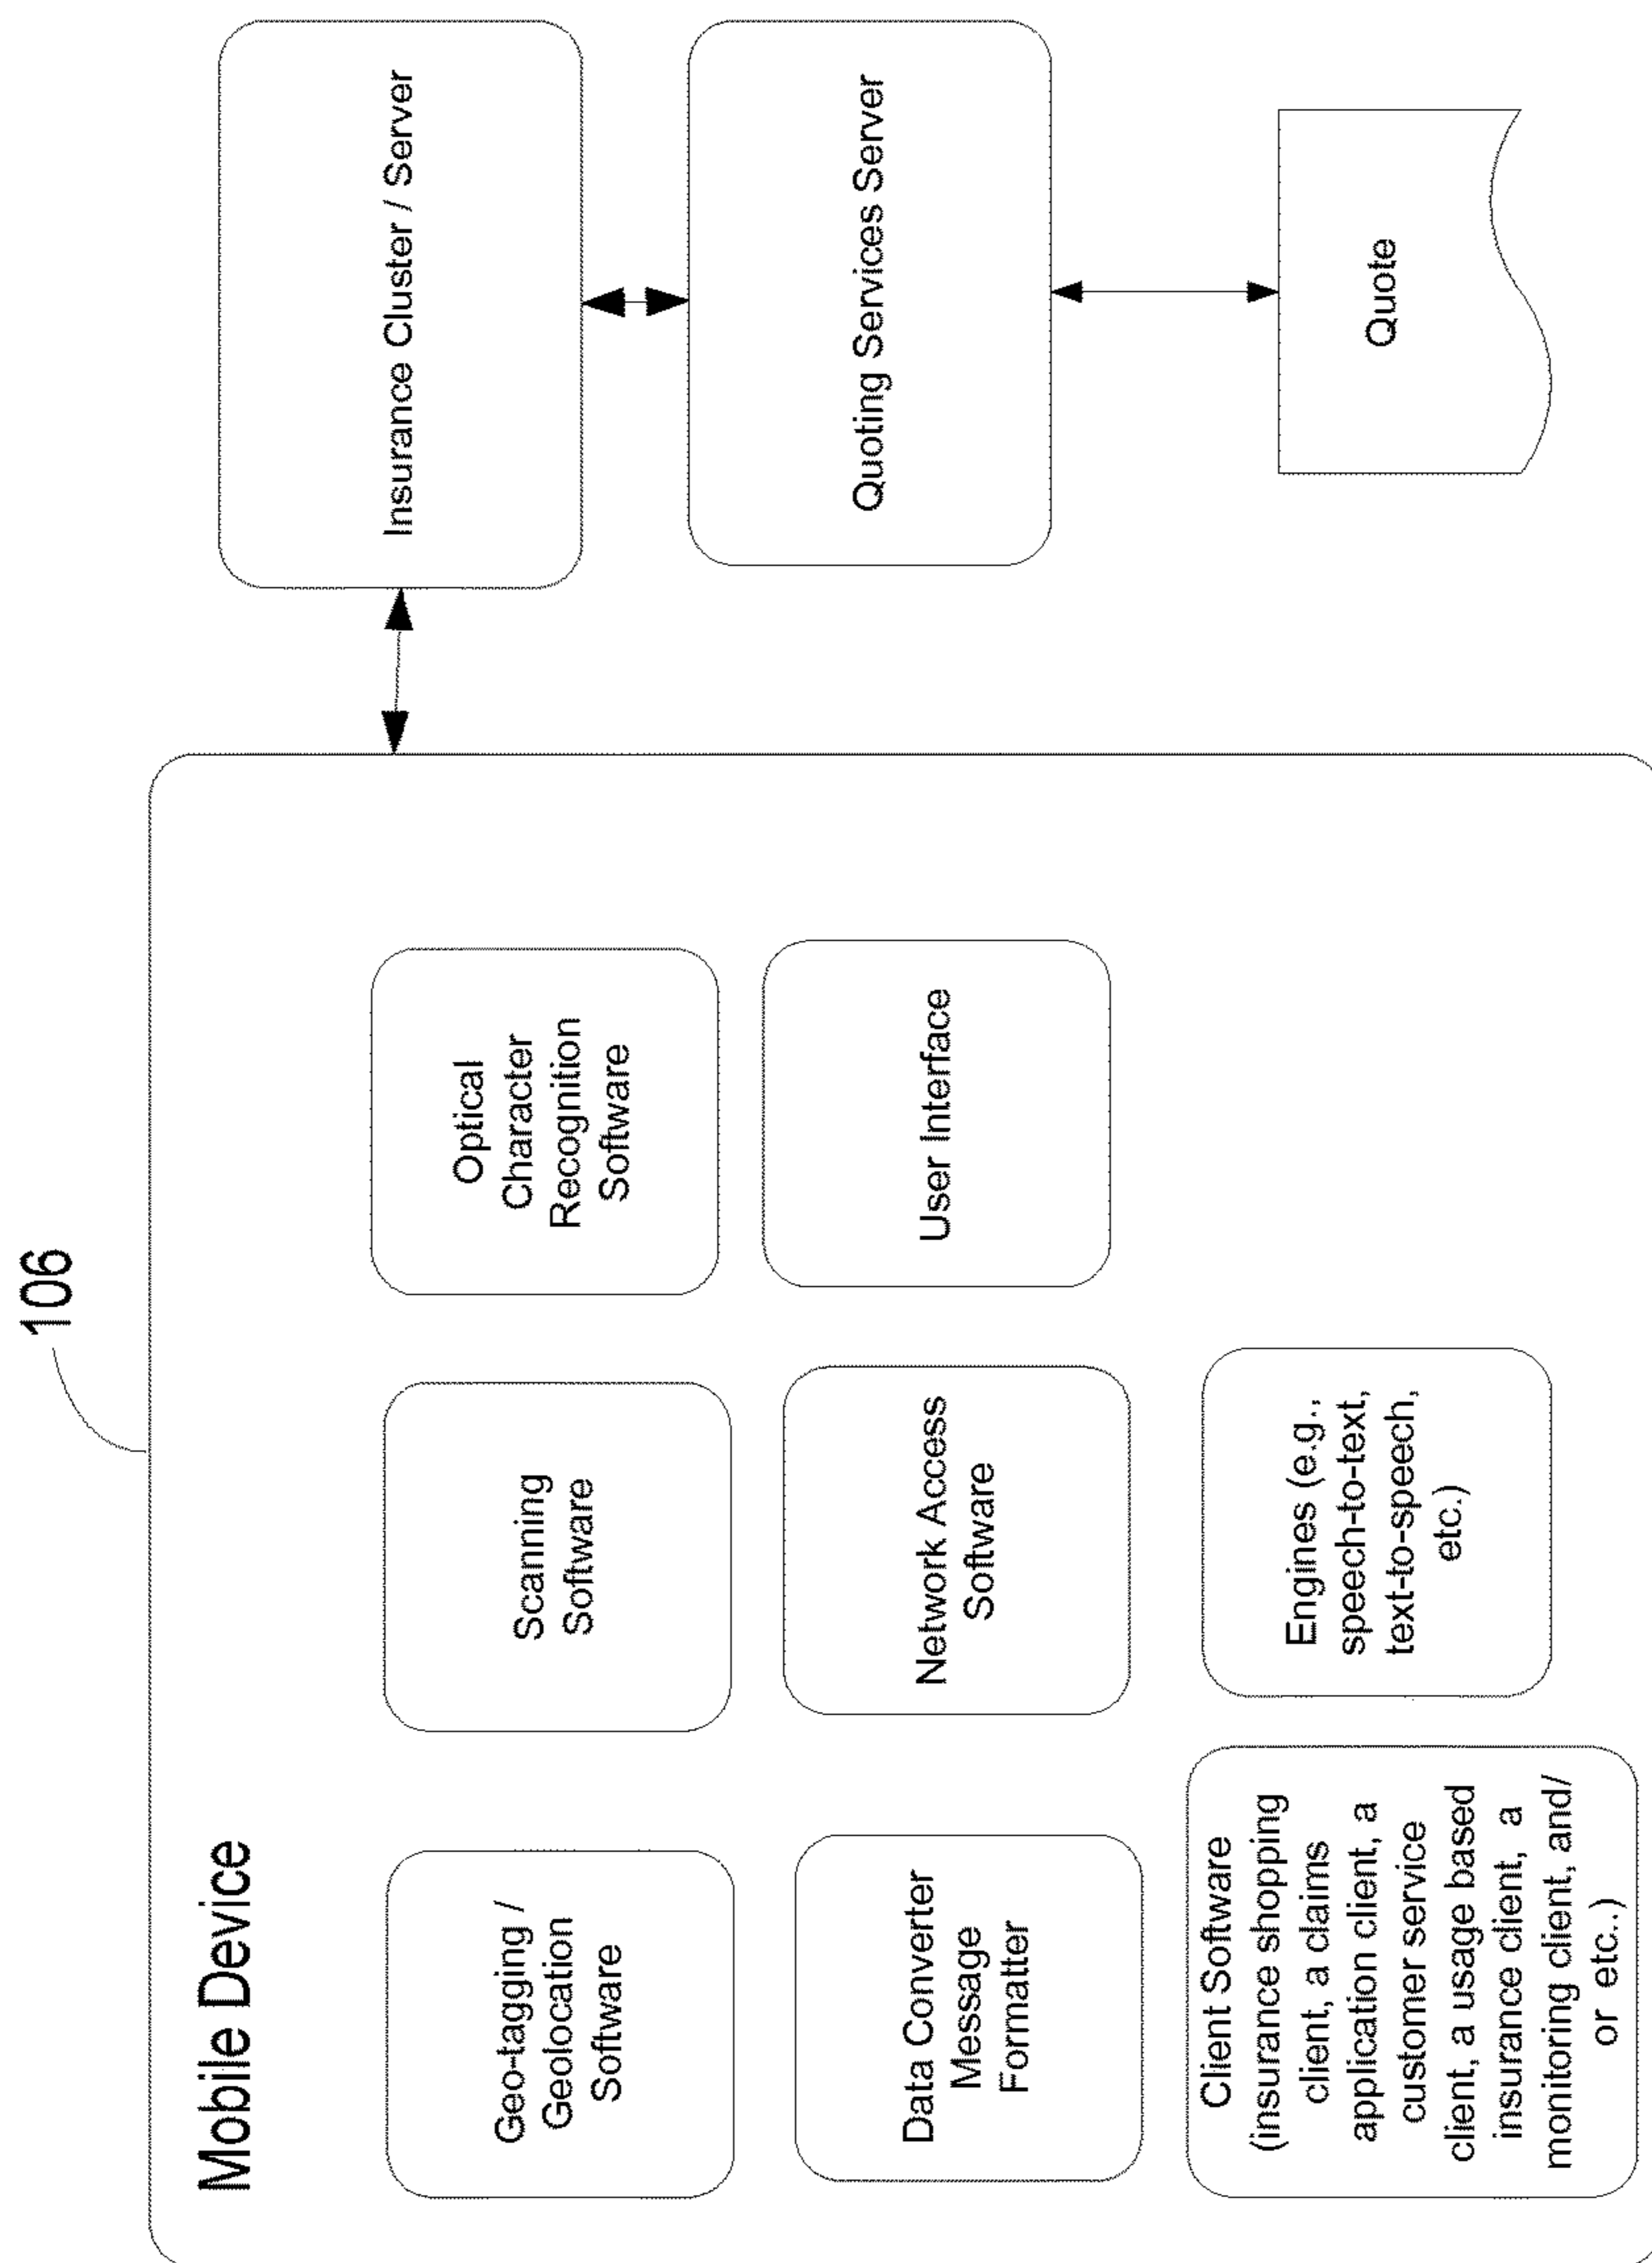 106
Mobile Device
Geo-tagging /
Geolocation
Software
Scanning
Software
Optical
Character
Recognition
Software
Data Converter
Message
Formatter
Network Access
Software
User Interface
Client Software
(insurance shopping
client, a claims
application client, a
customer service
client, a usage based
insurance client, a
monitoring client, and/
or etc..)
Engines (e.g.,
speech-to-text,
text-to-speech,
etc.)
Insurance Cluster / Server
Quoting Services Server
Quote